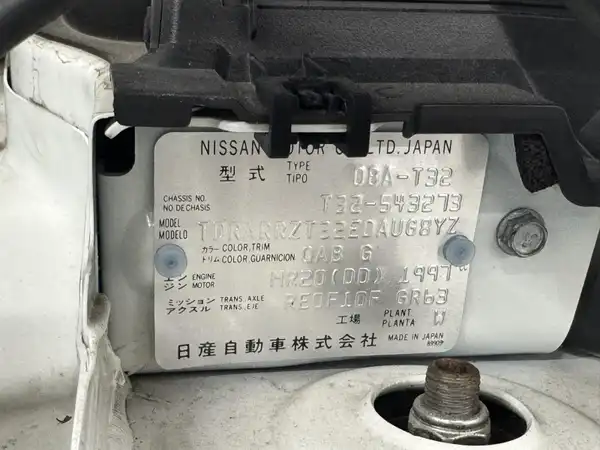 NISSAN MOTOR CO., LTD. JAPAN
型式 TYPE TIPO DBA-T32
CHASSIS NO. NO DE CHASIS T32-543273
MODEL MODELO
カラー COLOR, TRIM
トリム COLOR, GUARNICION QAB G
エンジン ENGINE MOTOR MR20(DD) 1997
ミッション TRANS. AXLE
アクスル TRANS. EJE RE0F10F GR63
工場 PLANT PLANTA W
日産自動車株式会社 MADE IN JAPAN